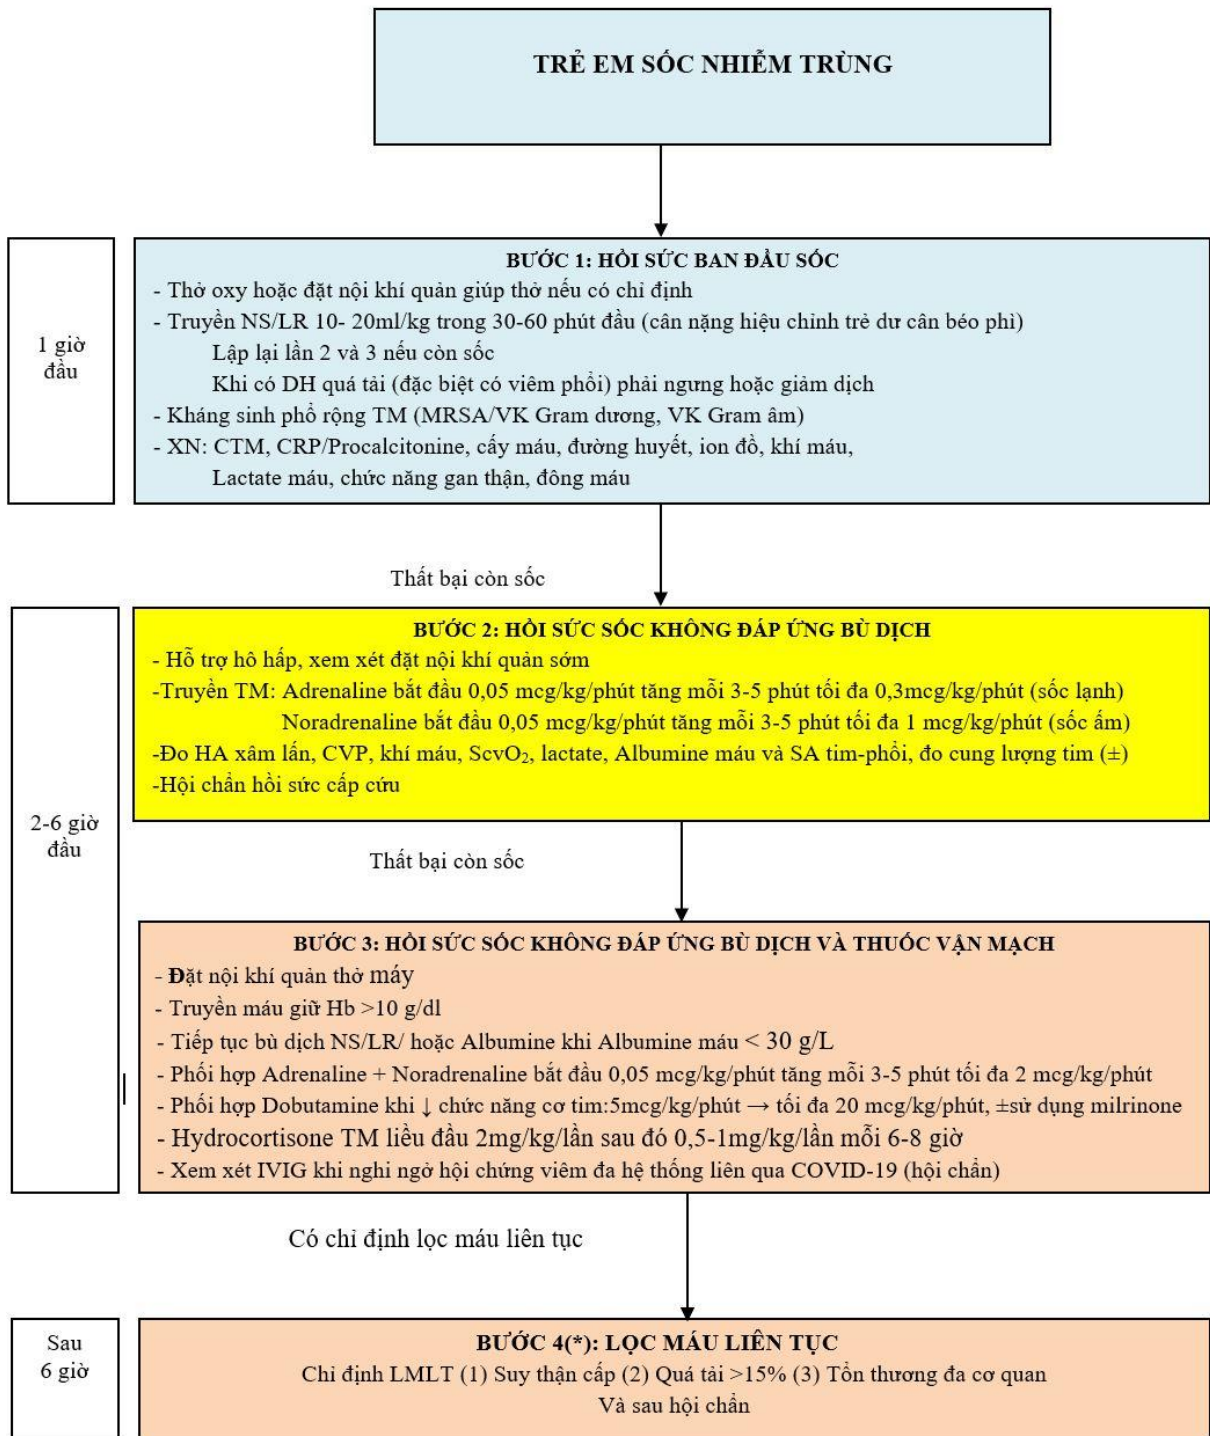 TRẺ EM SỐC NHIỄM TRÙNG
1 giờ
đầu
BƯỚC 1: HỒI SỨC BAN ĐẦU SỐC
- Thở oxy hoặc đặt nội khí quản giúp thở nếu có chỉ định
- Truyền NS/LR 10- 20ml/kg trong 30-60 phút đầu (cân nặng hiệu chỉnh trẻ dư cân béo phì)
Lập lại lần 2 và 3 nếu còn sốc
Khi có DH quá tải (đặc biệt có viêm phổi) phải ngưng hoặc giảm dịch
- Kháng sinh phổ rộng TM (MRSA/VK Gram dương, VK Gram âm)
- XN: CTM, CRP/Procalcitonine, cấy máu, đường huyết, ion đồ, khí máu,
Lactate máu, chức năng gan thận, đông máu
Thất bại còn sốc
2-6 giờ
đầu
BƯỚC 2: HỒI SỨC SỐC KHÔNG ĐÁP ỨNG BÙ DỊCH
- Hỗ trợ hô hấp, xem xét đặt nội khí quản sớm
-Truyền TM: Adrenaline bắt đầu 0,05 mcg/kg/phút tăng mỗi 3-5 phút tối đa 0,3mcg/kg/phút (sốc lạnh)
Noradrenaline bắt đầu 0,05 mcg/kg/phút tăng mỗi 3-5 phút tối đa 1 mcg/kg/phút (sốc ấm)
-Đo HA xâm lấn, CVP, khí máu, ScvO₂, lactate, Albumine máu và SA tim-phổi, đo cung lượng tim (±)
-Hội chẩn hồi sức cấp cứu
Thất bại còn sốc
BƯỚC 3: HỒI SỨC SỐC KHÔNG ĐÁP ỨNG BÙ DỊCH VÀ THUỐC VẬN MẠCH
- Đặt nội khí quản thở máy
- Truyền máu giữ Hb >10 g/dl
- Tiếp tục bù dịch NS/LR/ hoặc Albumine khi Albumine máu < 30 g/L
- Phối hợp Adrenaline + Noradrenaline bắt đầu 0,05 mcg/kg/phút tăng mỗi 3-5 phút tối đa 2 mcg/kg/phút
- Phối hợp Dobutamine khi ↓ chức năng cơ tim:5mcg/kg/phút → tối đa 20 mcg/kg/phút, ±sử dụng milrinone
- Hydrocortisone TM liều đầu 2mg/kg/lần sau đó 0,5-1mg/kg/lần mỗi 6-8 giờ
- Xem xét IVIG khi nghi ngờ hội chứng viêm đa hệ thống liên qua COVID-19 (hội chẩn)
Có chỉ định lọc máu liên tục
Sau
6 giờ
BƯỚC 4(*): LỌC MÁU LIÊN TỤC
Chỉ định LMLT (1) Suy thận cấp (2) Quá tải >15% (3) Tổn thương đa cơ quan
Và sau hội chẩn